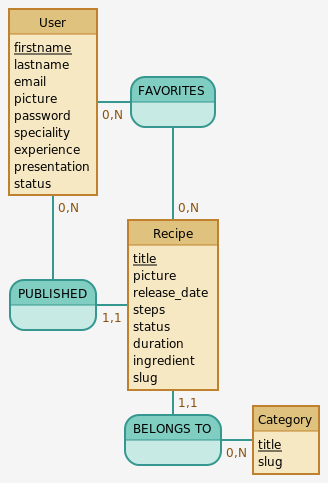 User
firstname
lastname
email
picture
password
speciality
experience
presentation
status
FAVORITES
0,N
0,N
0,N
PUBLISHED
1,1
Recipe
title
picture
release_date
steps
status
duration
ingredient
slug
1,1
BELONGS TO
0,N
Category
title
slug